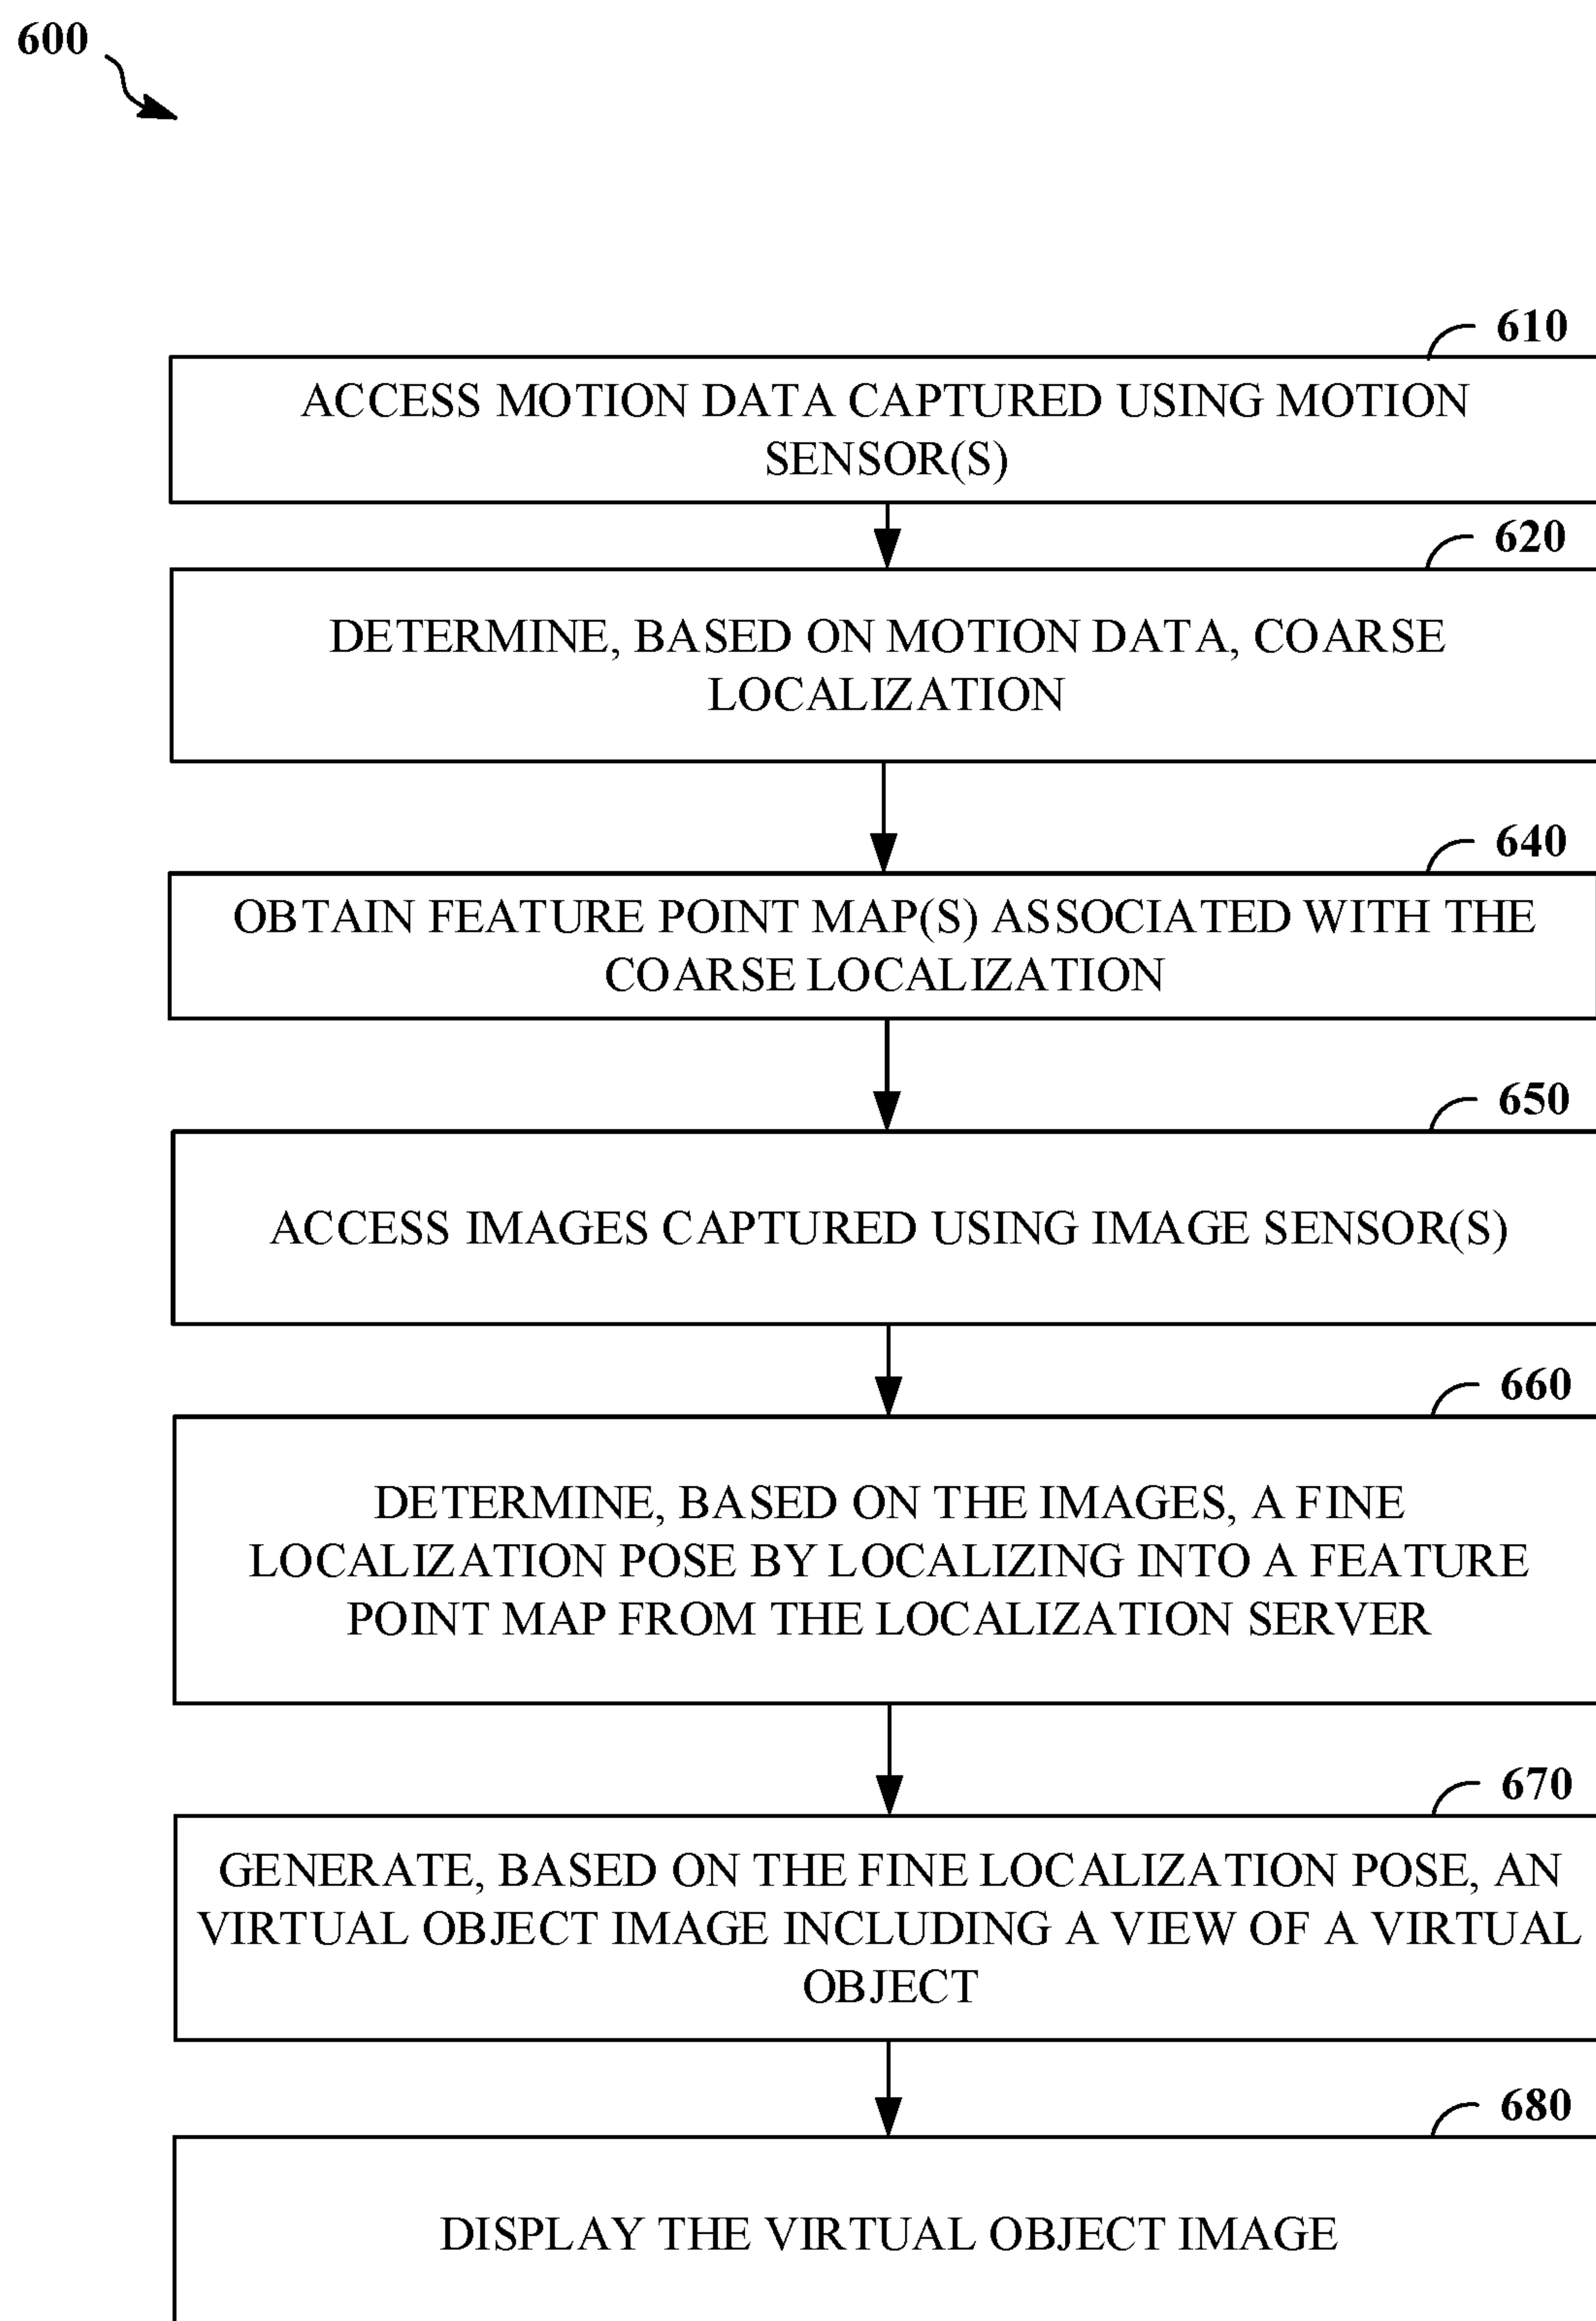 600
610
ACCESS MOTION DATA CAPTURED USING MOTION
SENSOR(S)
620
DETERMINE, BASED ON MOTION DATA, COARSE
LOCALIZATION
640
OBTAIN FEATURE POINT MAP(S) ASSOCIATED WITH THE
COARSE LOCALIZATION
650
ACCESS IMAGES CAPTURED USING IMAGE SENSOR(S)
660
DETERMINE, BASED ON THE IMAGES, A FINE
LOCALIZATION POSE BY LOCALIZING INTO A FEATURE
POINT MAP FROM THE LOCALIZATION SERVER
670
GENERATE, BASED ON THE FINE LOCALIZATION POSE, AN
VIRTUAL OBJECT IMAGE INCLUDING A VIEW OF A VIRTUAL
OBJECT
680
DISPLAY THE VIRTUAL OBJECT IMAGE